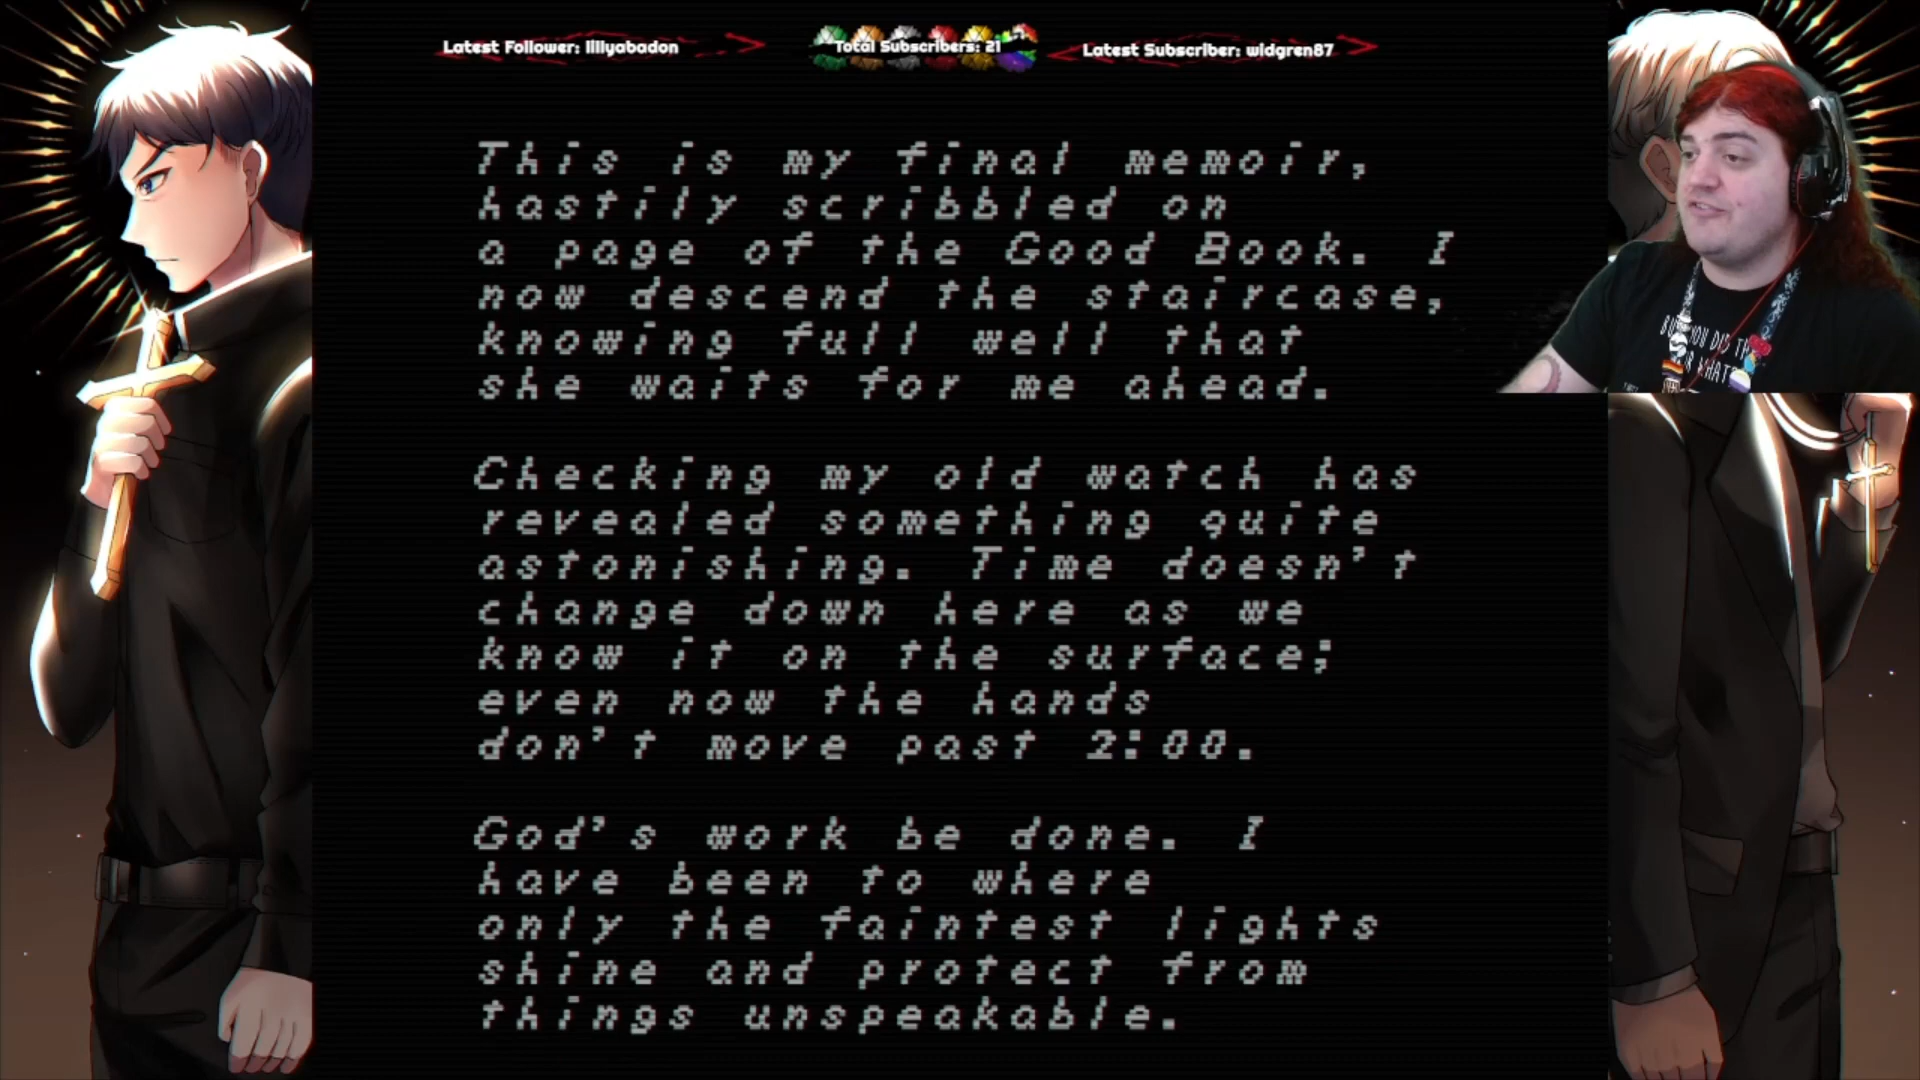 Latest Follower: lillyabadon
Total Subscribers: 21
Latest Subscriber: widgren87
This is my final memoir,
hastily scribbled on
a page of the Good Book. I
now descend the staircase,
knowing full well that
she waits for me ahead.
Checking my old watch has
revealed something quite
astonishing. Time doesn't
change down here as we
know it on the surface;
even now the hands
don't move past 2:00.
God's work be done. I
have been to where
only the faintest lights
shine and protect from
things unspeakable.